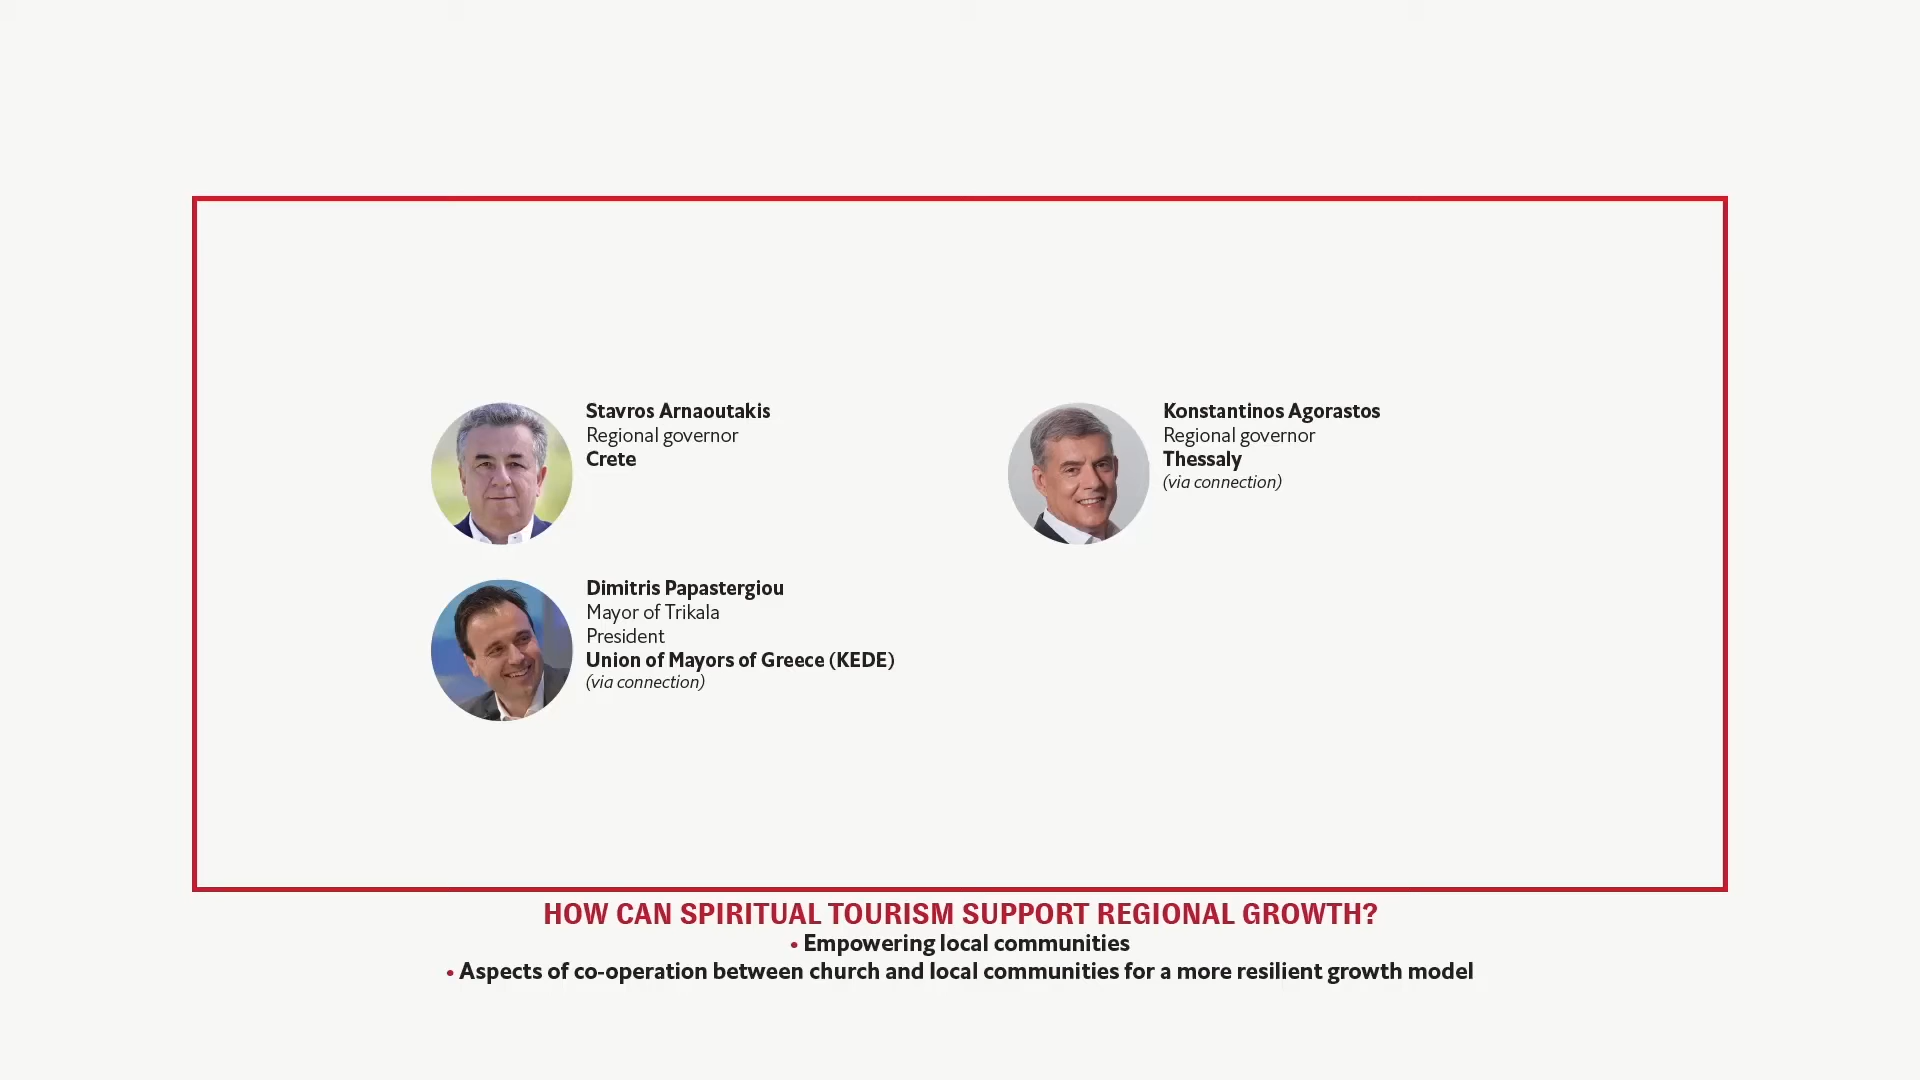 Stavros Arnaoutakis
Regional governor
Crete
Konstantinos Agorastos
Regional governor
Thessaly
(via connection)
Dimitris Papastergiou
Mayor of Trikala
President
Union of Mayors of Greece (KEDE)
(via connection)
HOW CAN SPIRITUAL TOURISM SUPPORT REGIONAL GROWTH?
• Empowering local communities
• Aspects of co-operation between church and local communities for a more resilient growth model